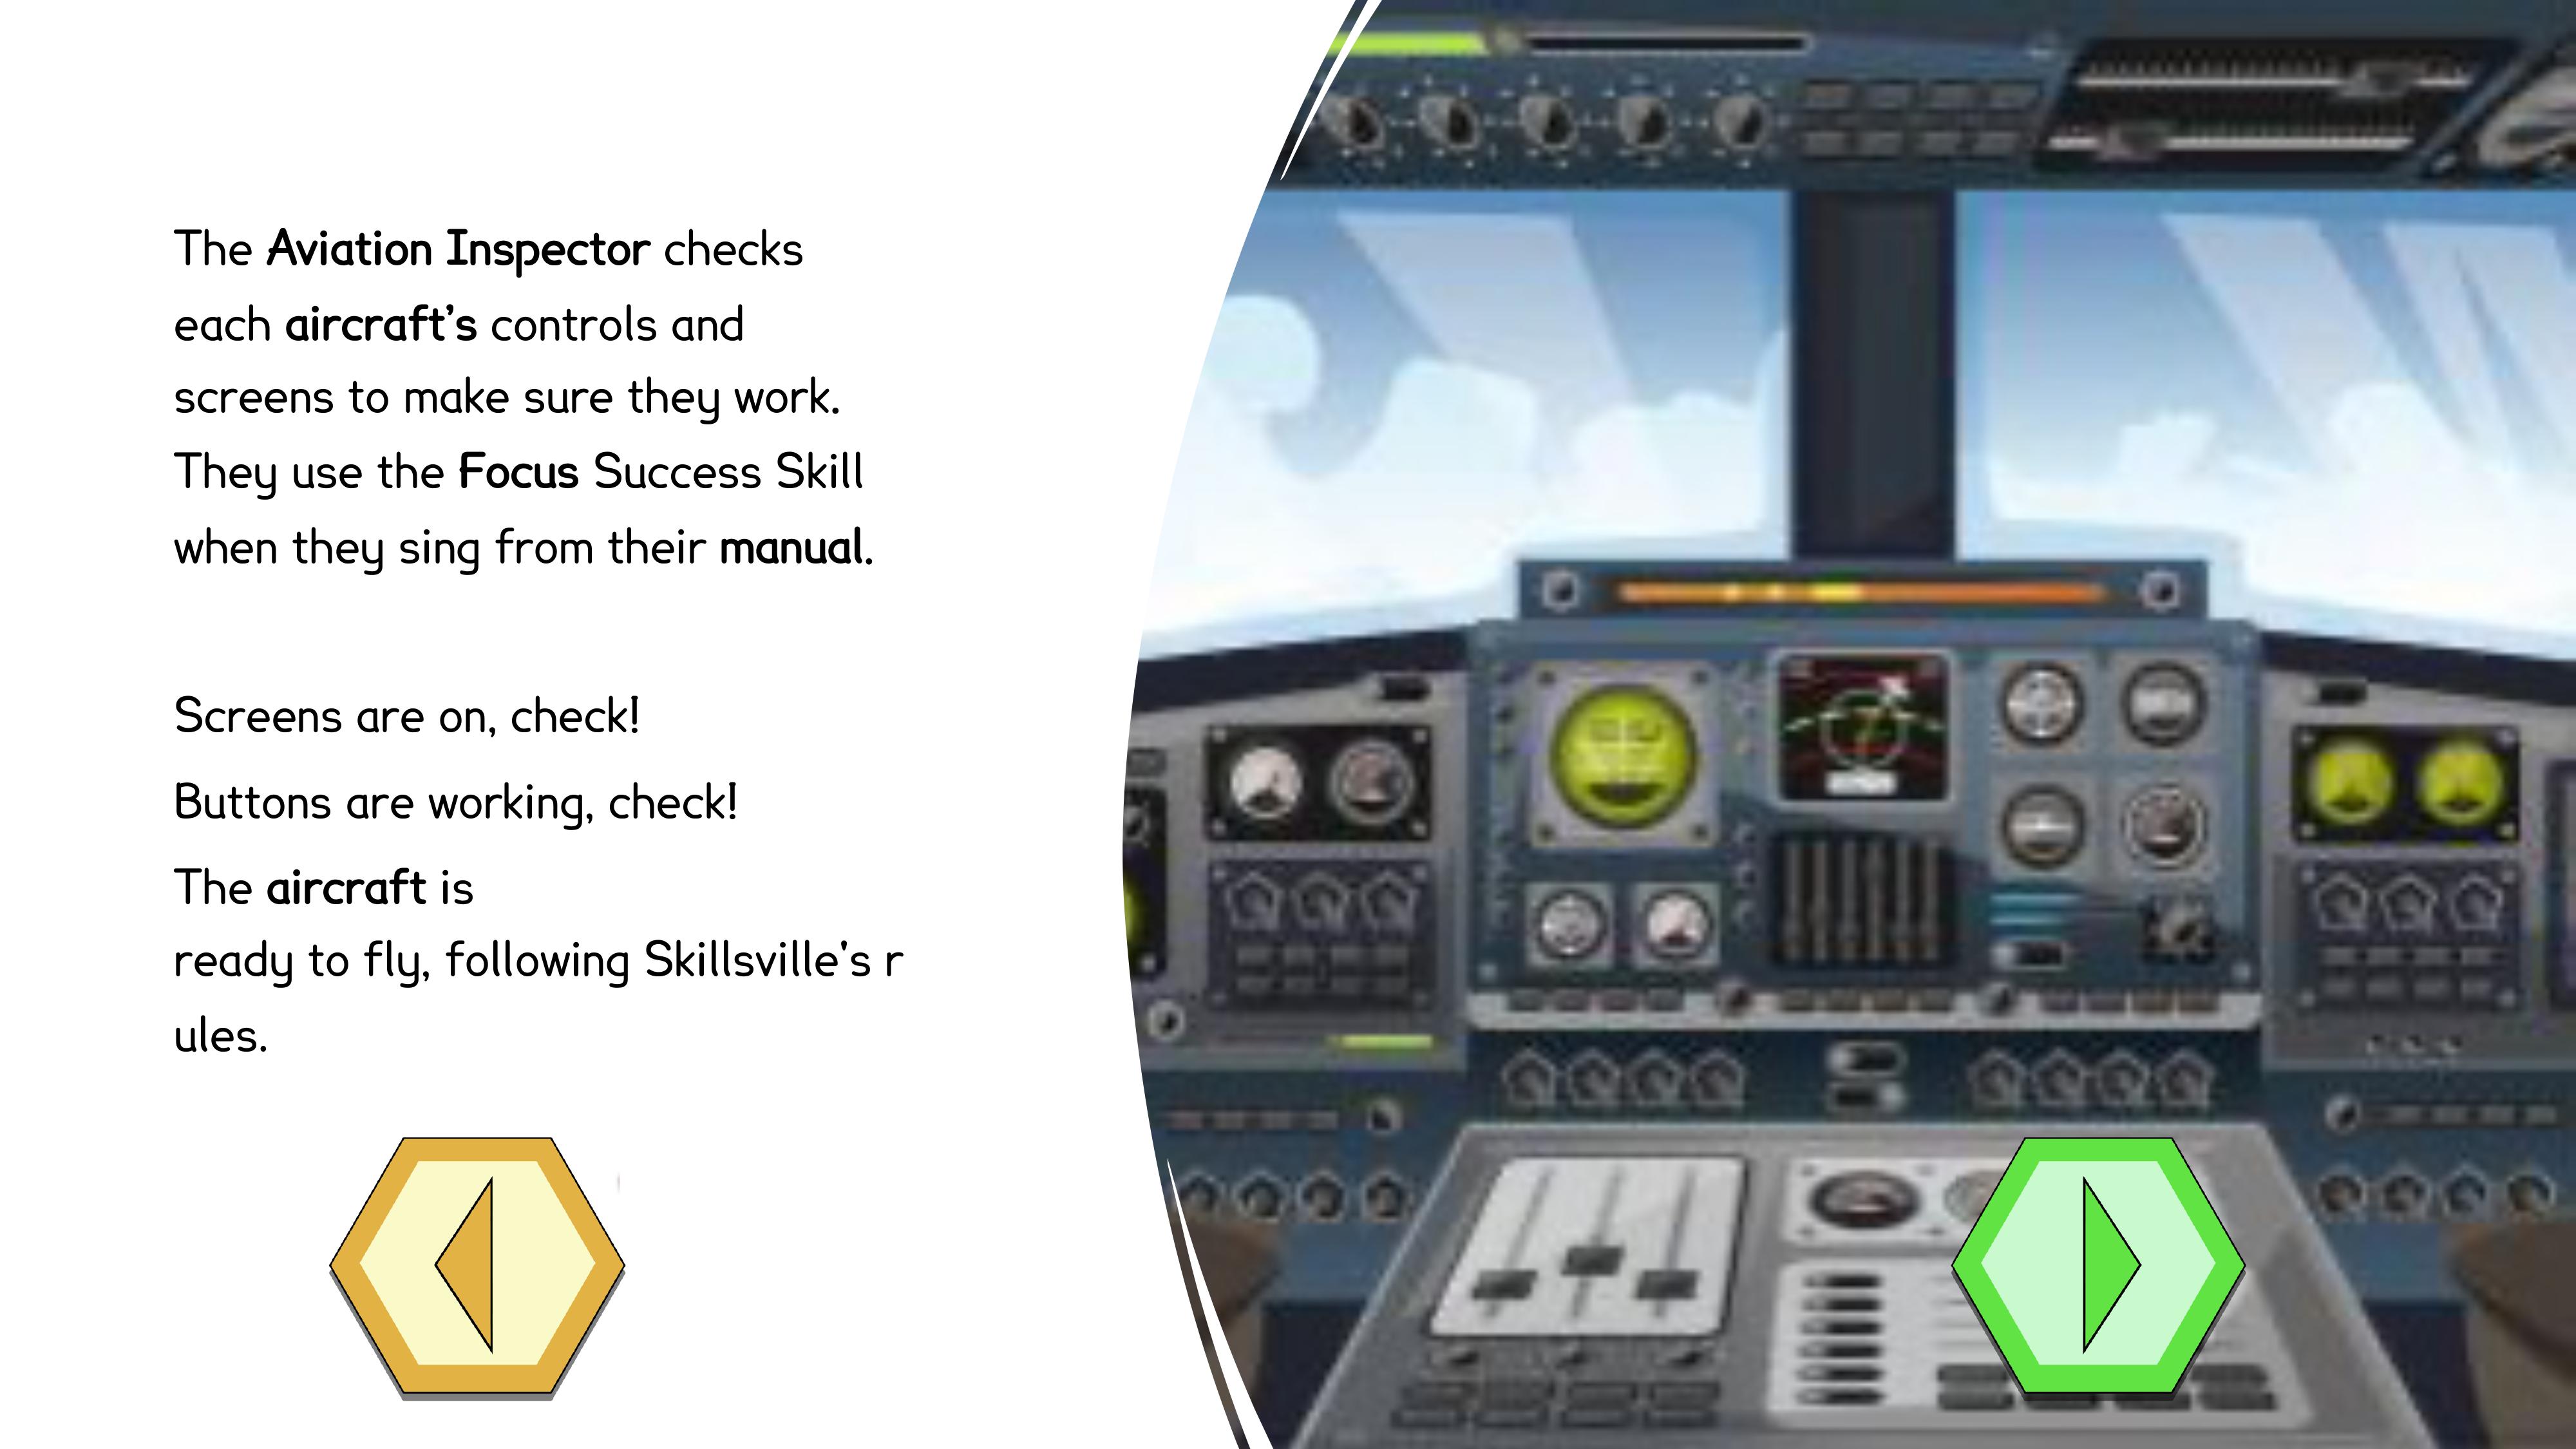 The Aviation Inspector checks
each aircraft’s controls and
screens to make sure they work.
They use the Focus Success Skill
when they sing from their manual.
Screens are on, check!
Buttons are working, check!
The aircraft is
ready to fly, following Skillsville's r
ules.